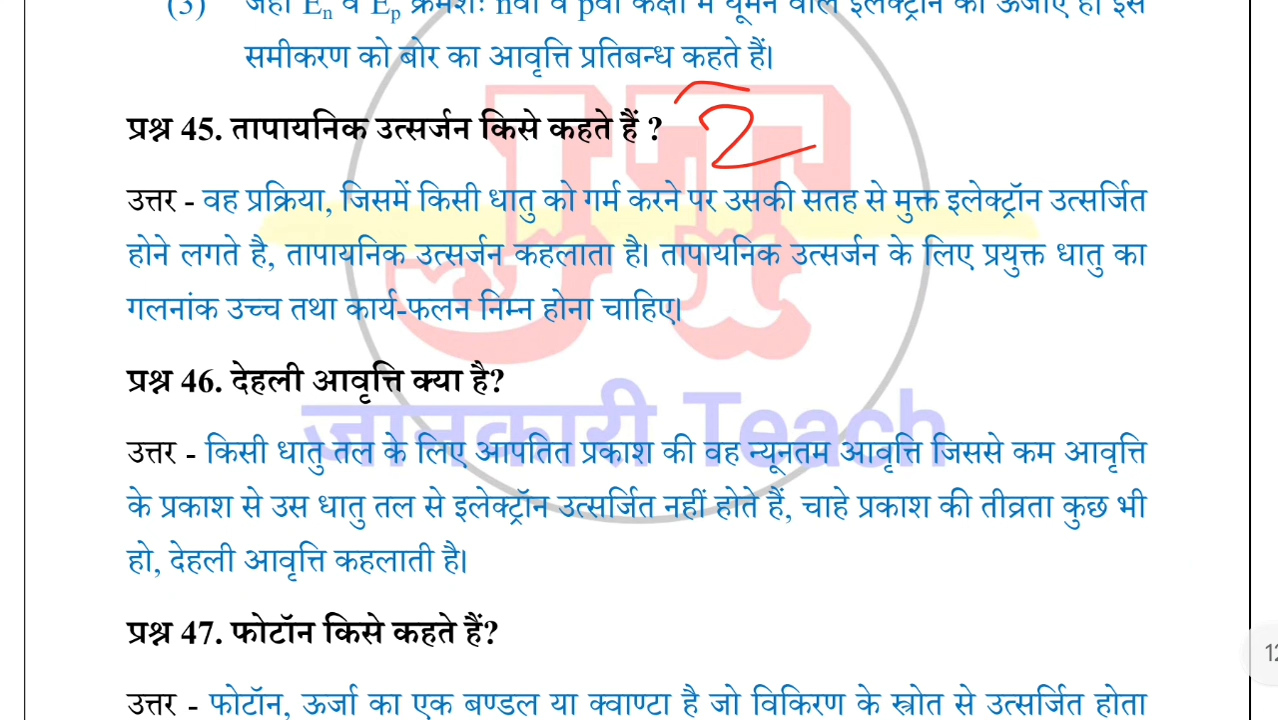 (3) जहाँ En व Ep क्रमशः nवीं व pवीं कक्षा में घूमने वाले इलेक्ट्रॉन की ऊर्जाएँ हैं। इस
समीकरण को बोर का आवृत्ति प्रतिबन्ध कहते हैं।
प्रश्न 45. तापायनिक उत्सर्जन किसे कहते हैं ? 2
उत्तर - वह प्रक्रिया, जिसमें किसी धातु को गर्म करने पर उसकी सतह से मुक्त इलेक्ट्रॉन उत्सर्जित
होने लगते है, तापायनिक उत्सर्जन कहलाता है। तापायनिक उत्सर्जन के लिए प्रयुक्त धातु का
गलनांक उच्च तथा कार्य-फलन निम्न होना चाहिए।
प्रश्न 46. देहली आवृत्ति क्या है?
जानकारी Teach
उत्तर - किसी धातु तल के लिए आपतित प्रकाश की वह न्यूनतम आवृत्ति जिससे कम आवृत्ति
के प्रकाश से उस धातु तल से इलेक्ट्रॉन उत्सर्जित नहीं होते हैं, चाहे प्रकाश की तीव्रता कुछ भी
हो, देहली आवृत्ति कहलाती है।
प्रश्न 47. फोटॉन किसे कहते हैं?
उत्तर - फोटॉन, ऊर्जा का एक बण्डल या क्वाण्टा है जो विकिरण के स्त्रोत से उत्सर्जित होता